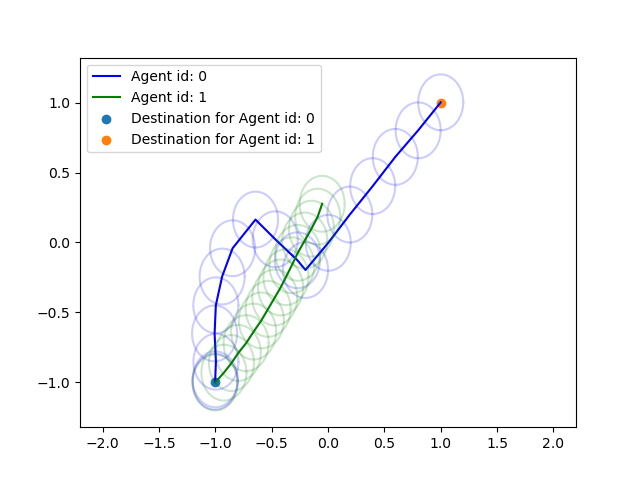 Agent id: 0
Agent id: 1
Destination for Agent id: 0
Destination for Agent id: 1
1.0
0.5
0.0
−0.5
−1.0
−2.0 −1.5 −1.0 −0.5 0.0 0.5 1.0 1.5 2.0